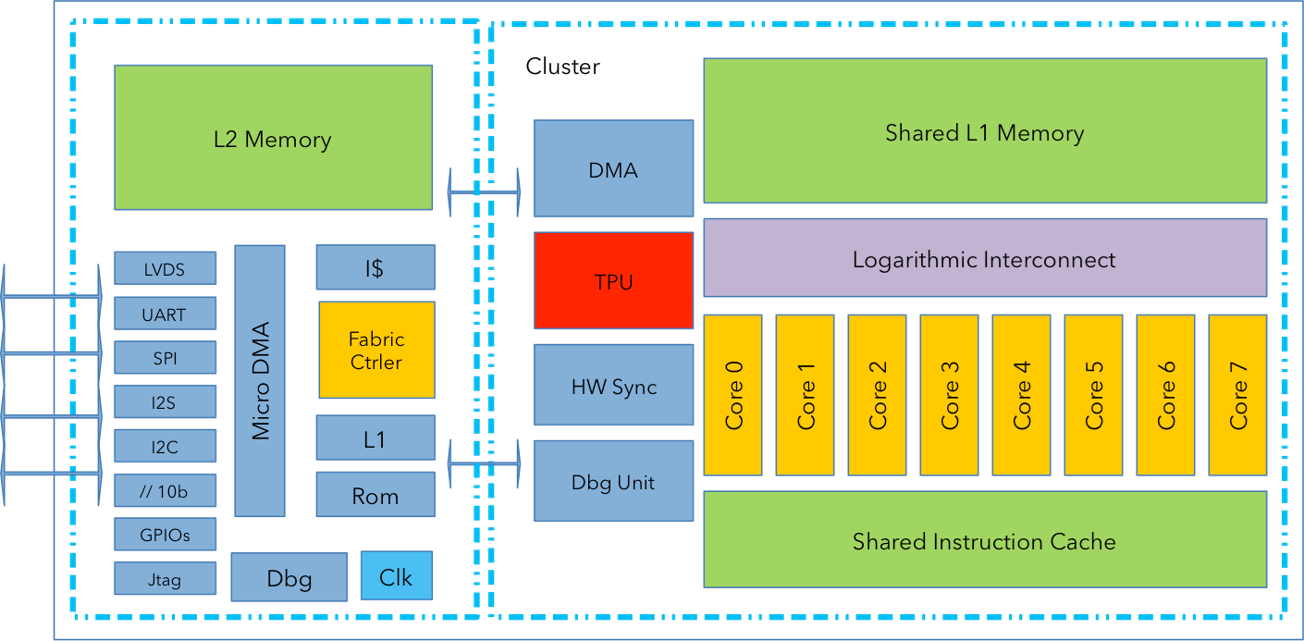 L2 Memory
LVDS
UART
SPI
I2S
I2C
// 10b
GPIOs
Jtag
Micro DMA
I$
Fabric
Ctrler
L1
Rom
Dbg
Clk
Cluster
DMA
TPU
HW Sync
Dbg Unit
Shared L1 Memory
Logarithmic Interconnect
Core 0
Core 1
Core 2
Core 3
Core 4
Core 5
Core 6
Core 7
Shared Instruction Cache